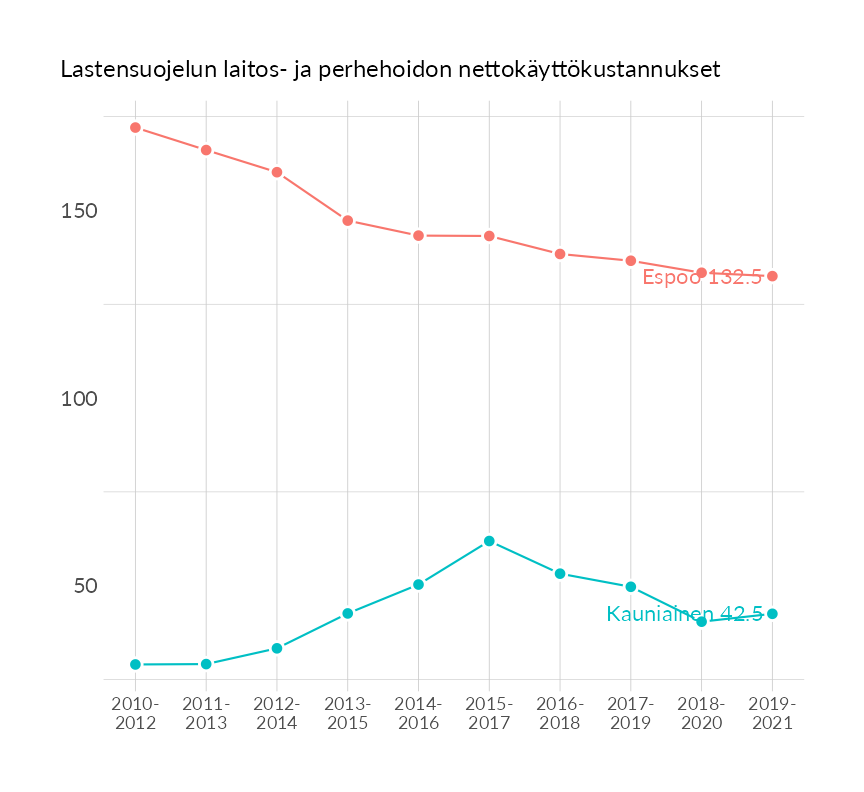 Lastensuojelun laitos- ja perhehoidon nettokäyttökustannukset
150
Espoo 132.5
100
50
Kauniainen 42.5
2010- 2011- 2012- 2013- 2014- 2015- 2016- 2017- 2018- 2019-
2012 2013 2014 2015 2016 2017 2018 2019 2020 2021